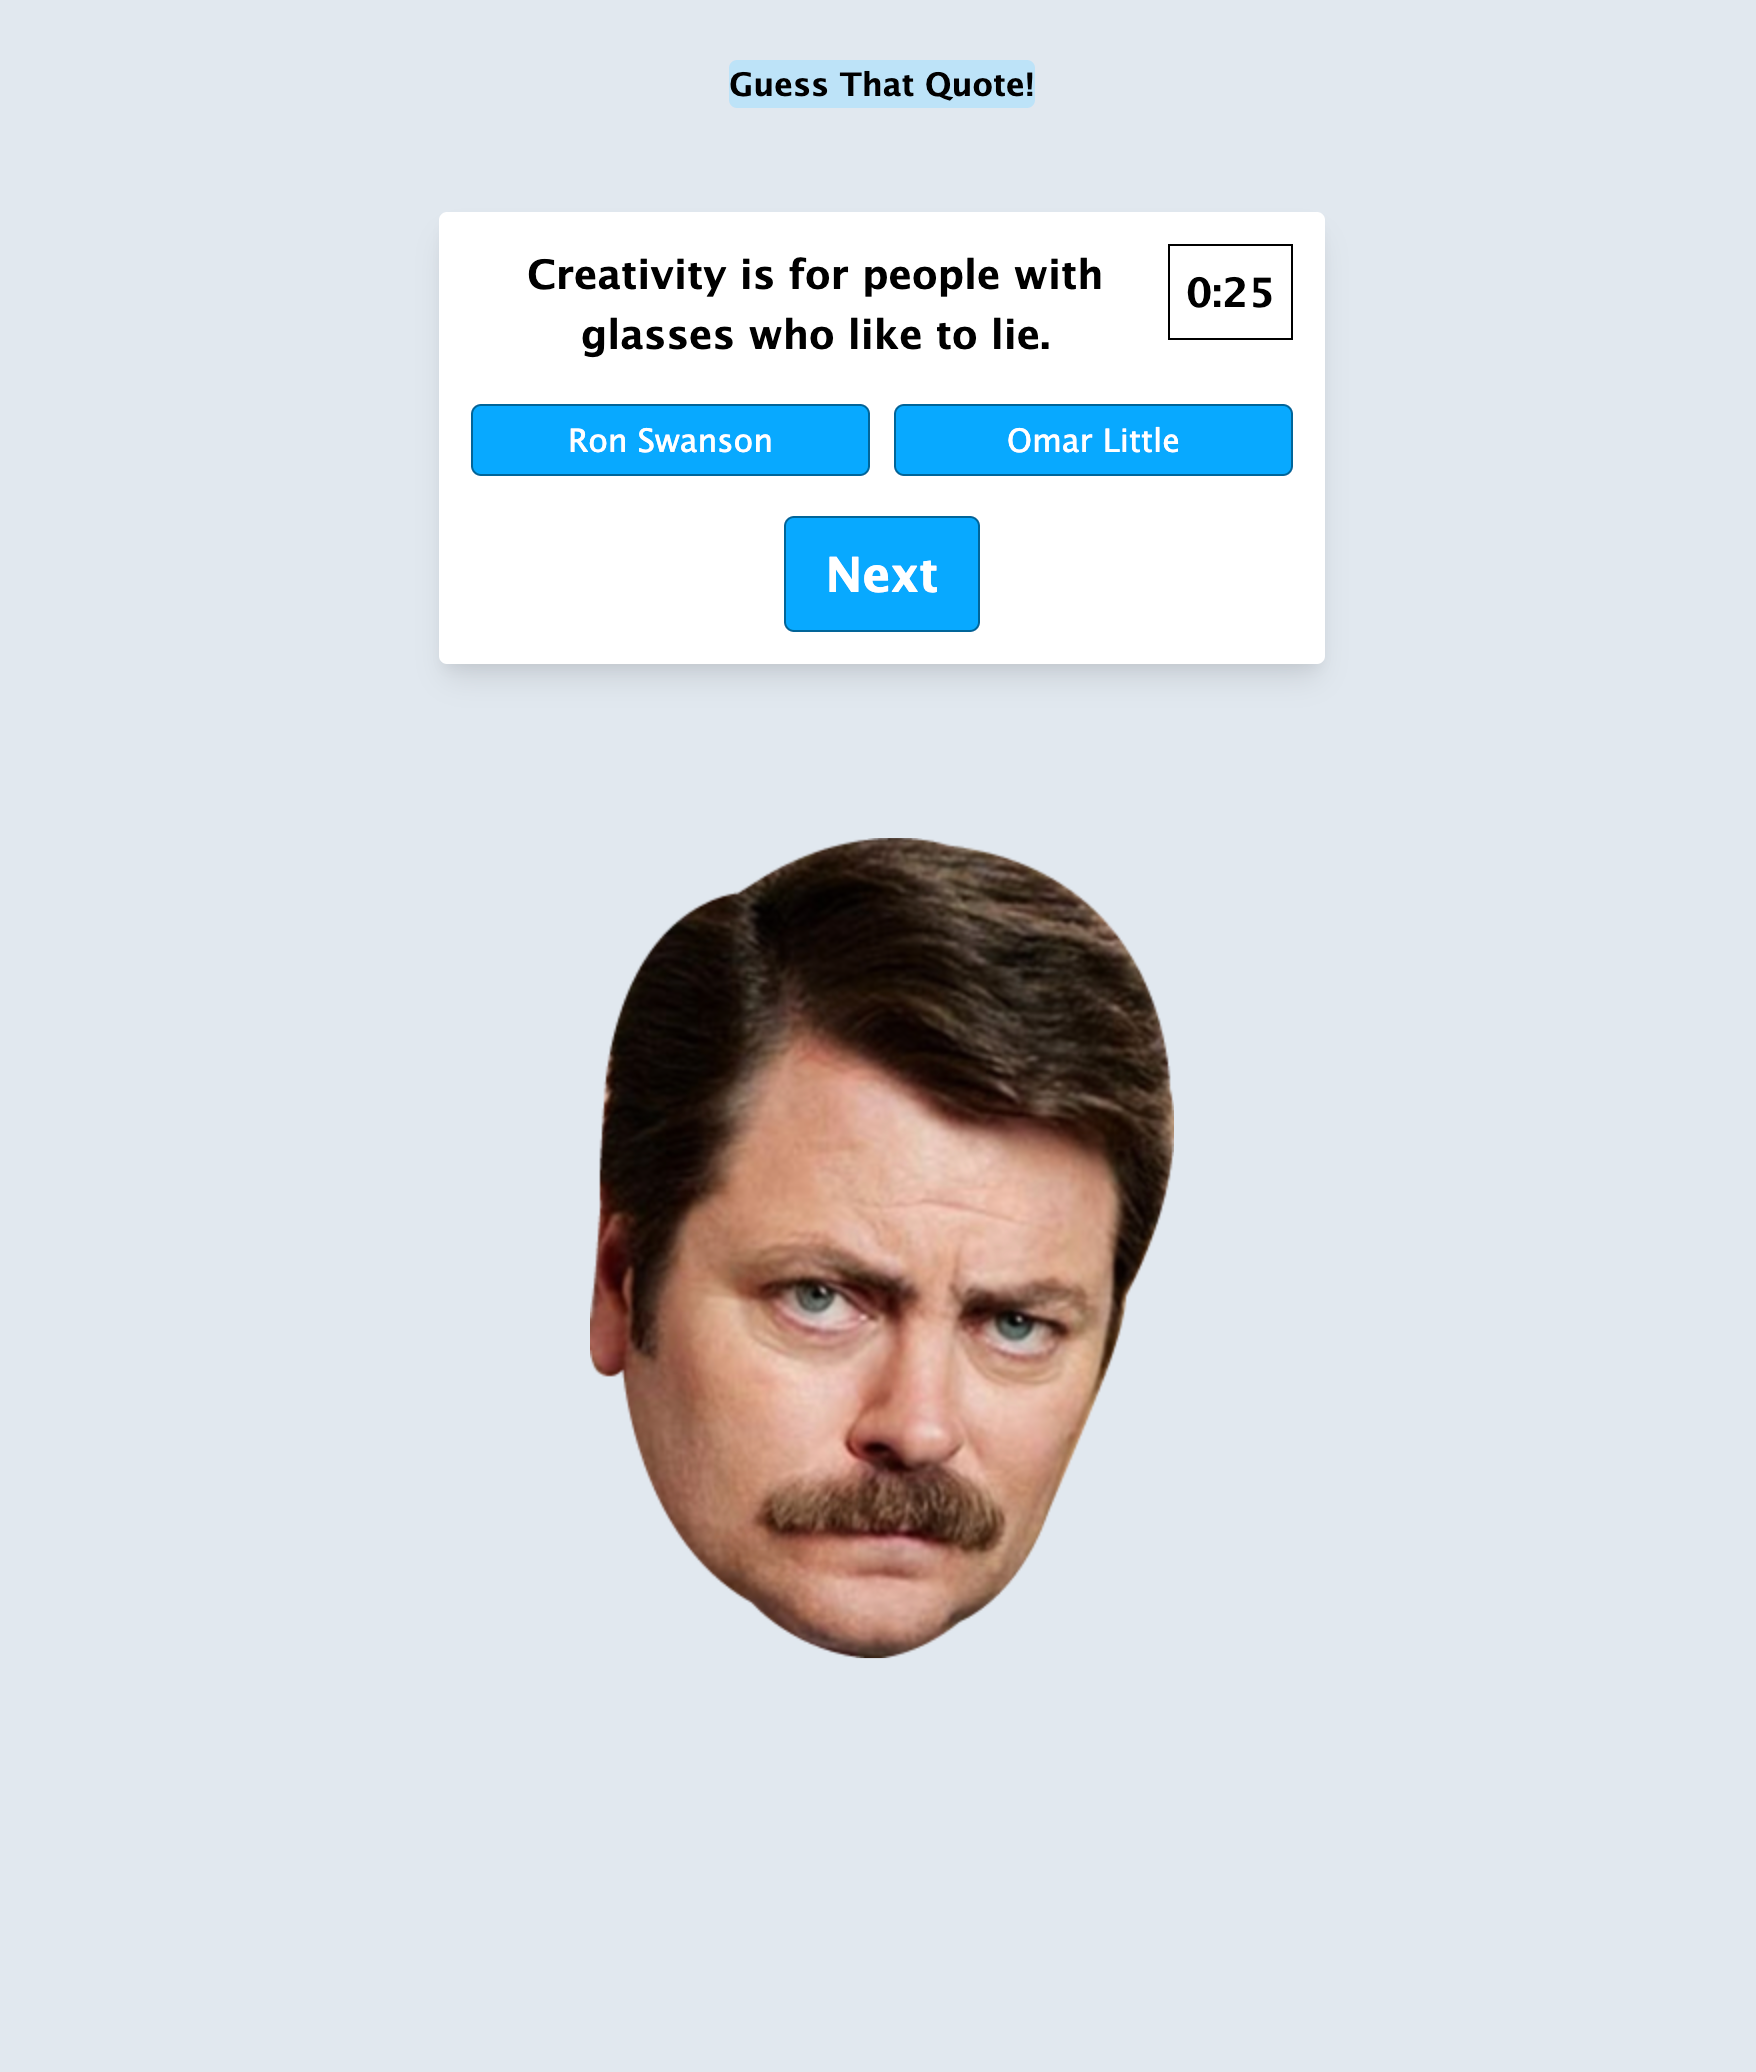 Guess That Quote!
Creativity is for people with
glasses who like to lie.
0:25
Ron Swanson
Omar Little
Next